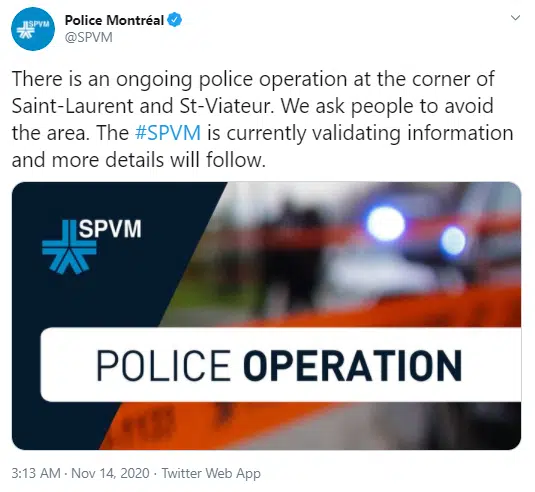 Police Montréal
@SPVM
There is an ongoing police operation at the corner of
Saint-Laurent and St-Viateur. We ask people to avoid
the area. The #SPVM is currently validating information
and more details will follow.
SPVM
POLICE OPERATION
3:13 AM · Nov 14, 2020 · Twitter Web App